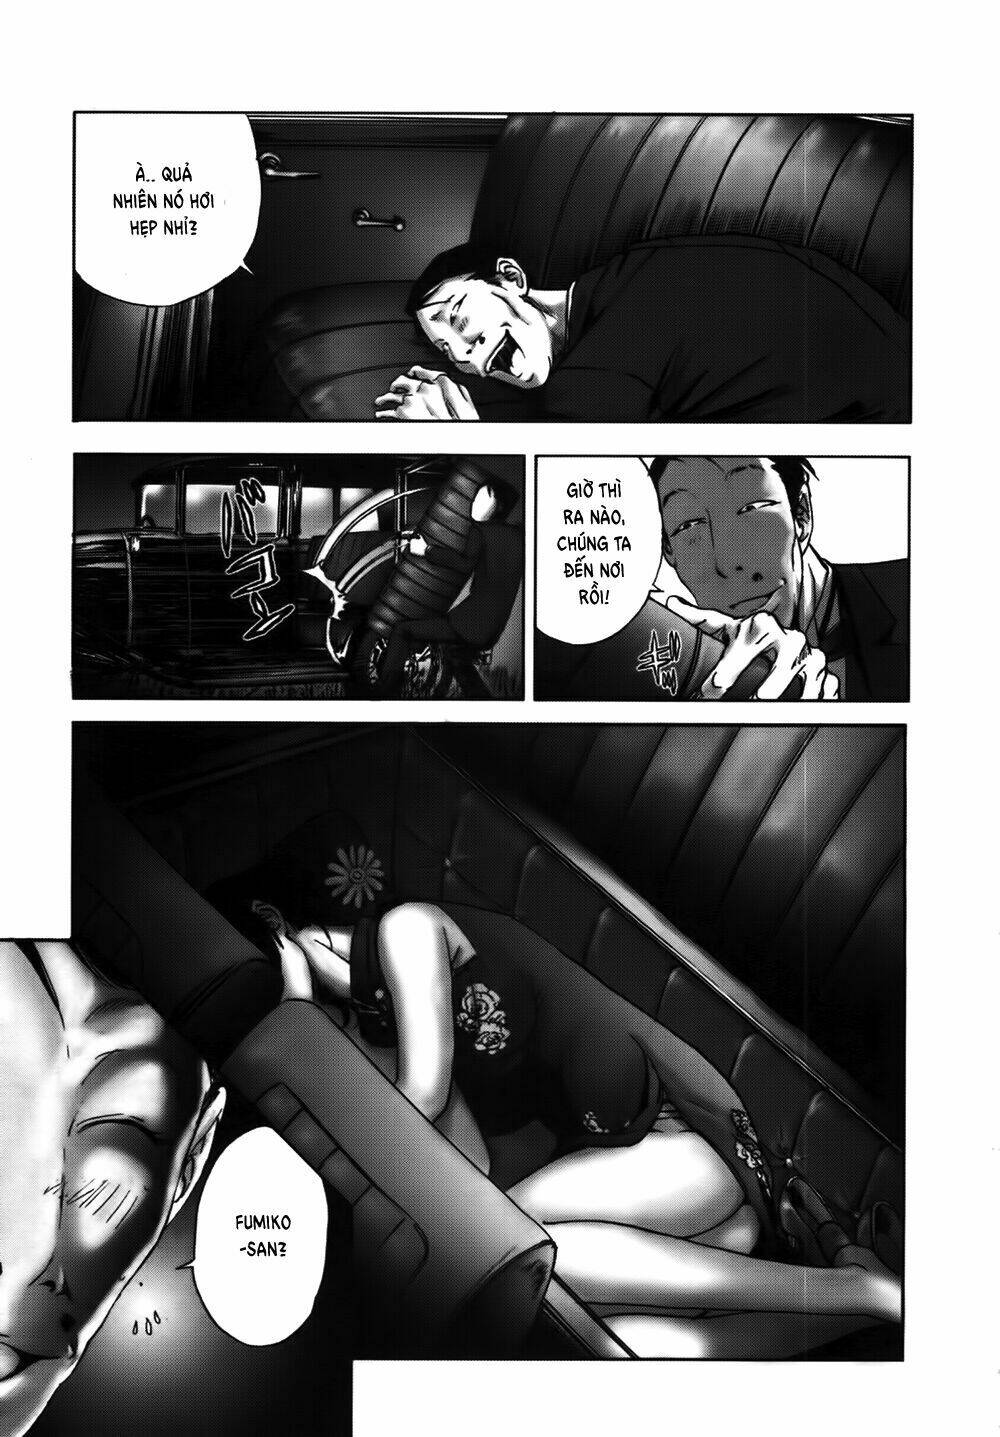 À.. QUẢ
NHIÊN NÓ HƠI
HẸP NHỈ?
GIỜ THÌ
RA NÀO,
CHÚNG TA
ĐẾN NƠI
RỒI!
FUMIKO
-SAN?